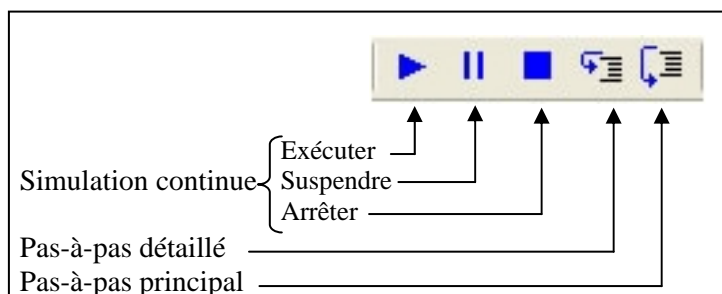 Exécuter
Simulation continue
Suspendre
Arrêter
Pas-à-pas détaillé
Pas-à-pas principal